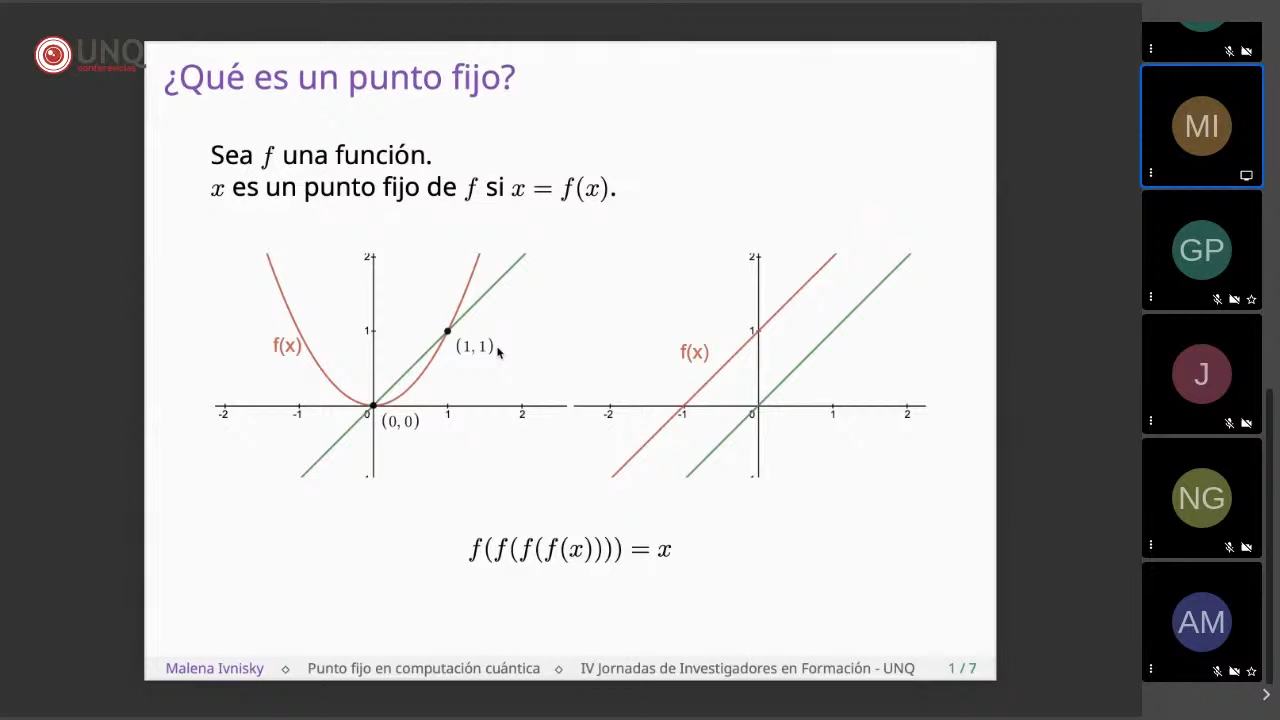 UNQ
conferencias
¿Qué es un punto fijo?
Sea f una función.
x es un punto fijo de f si x = f(x).
2
1
f(x)
(1, 1)
-2 -1 0 1 2
(0, 0)
2
1
f(x)
-2 -1 0 1 2
f(f(f(f(x)))) = x
Malena Ivnisky ⋄ Punto fijo en computación cuántica ⋄ IV Jornadas de Investigadores en Formación - UNQ 1 / 7
MI
GP
J
NG
AM